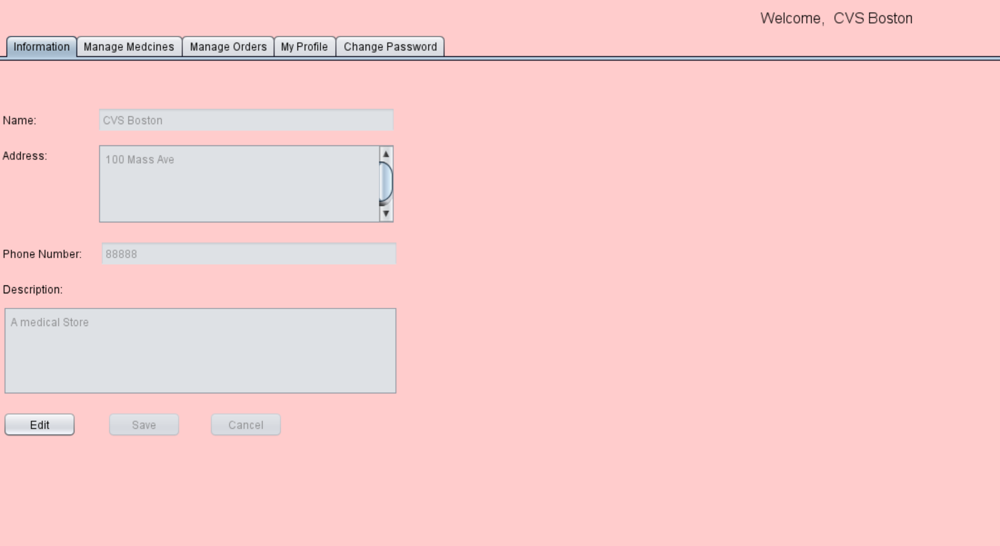 Welcome, CVS Boston
Information Manage Medcines Manage Orders My Profile Change Password
Name: CVS Boston
Address: 100 Mass Ave
Phone Number: 88888
Description:
A medical Store
Edit Save Cancel